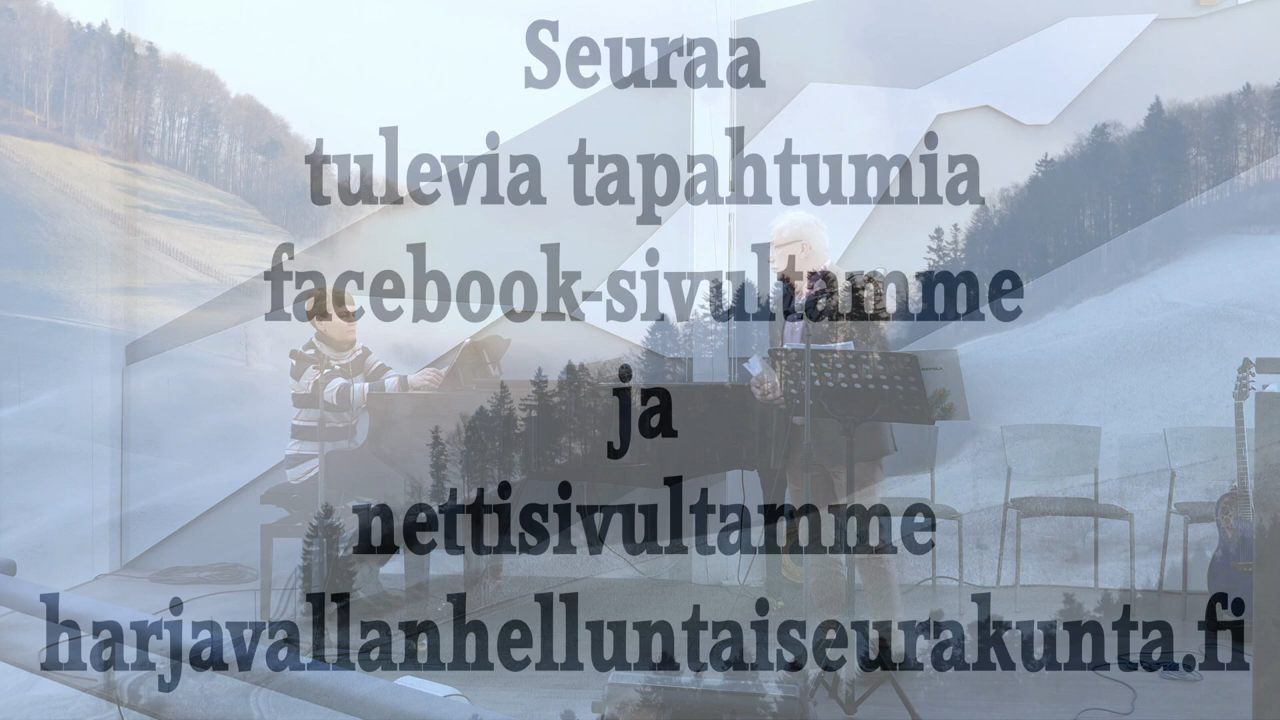 Seuraa
tulevia tapahtumia
facebook-sivultamme
ja
nettisivultamme
harjavallanhelluntaiseurakunta.fi